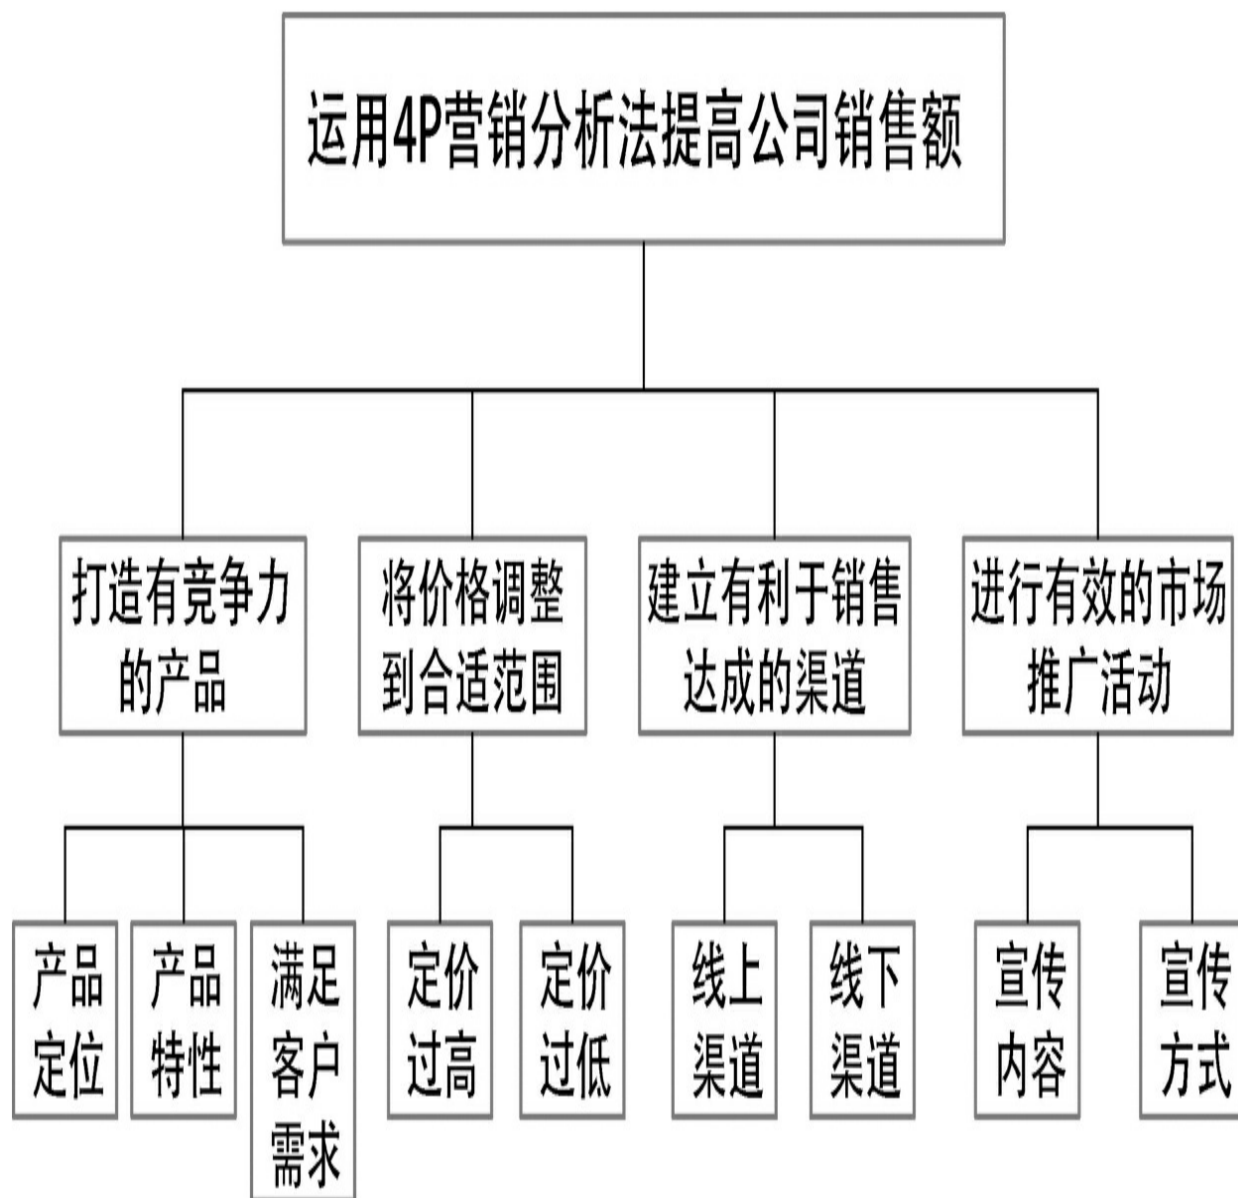 运用4P营销分析法提高公司销售额
打造有竞争力
的产品
将价格调整
到合适范围
建立有利于销售
达成的渠道
进行有效的市场
推广活动
产品
定位
产品
特性
满足
客户
需求
定价
过高
定价
过低
线上
渠道
线下
渠道
宣传
内容
宣传
方式